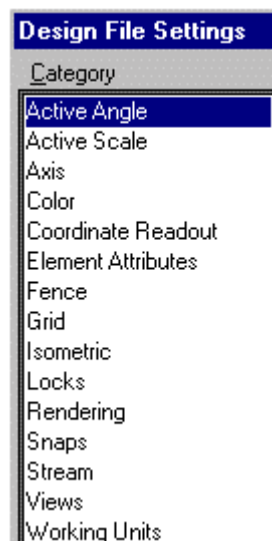 Design File Settings
Category
Active Angle
Active Scale
Axis
Color
Coordinate Readout
Element Attributes
Fence
Grid
Isometric
Locks
Rendering
Snaps
Stream
Views
Working Units